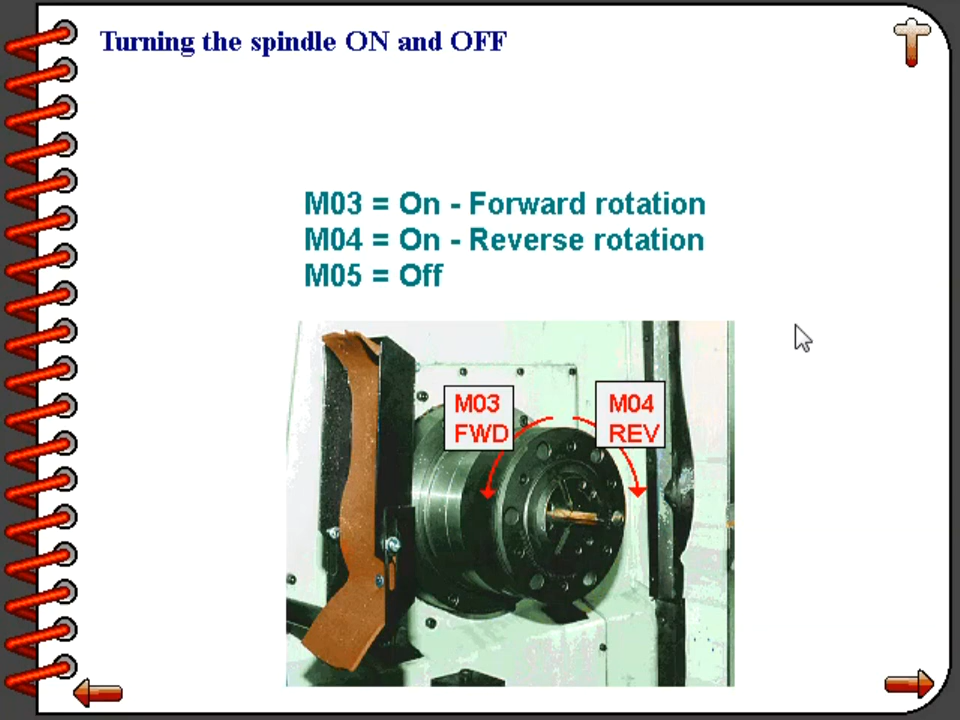 Turning the spindle ON and OFF
M03 = On - Forward rotation
M04 = On - Reverse rotation
M05 = Off
M03
FWD
M04
REV